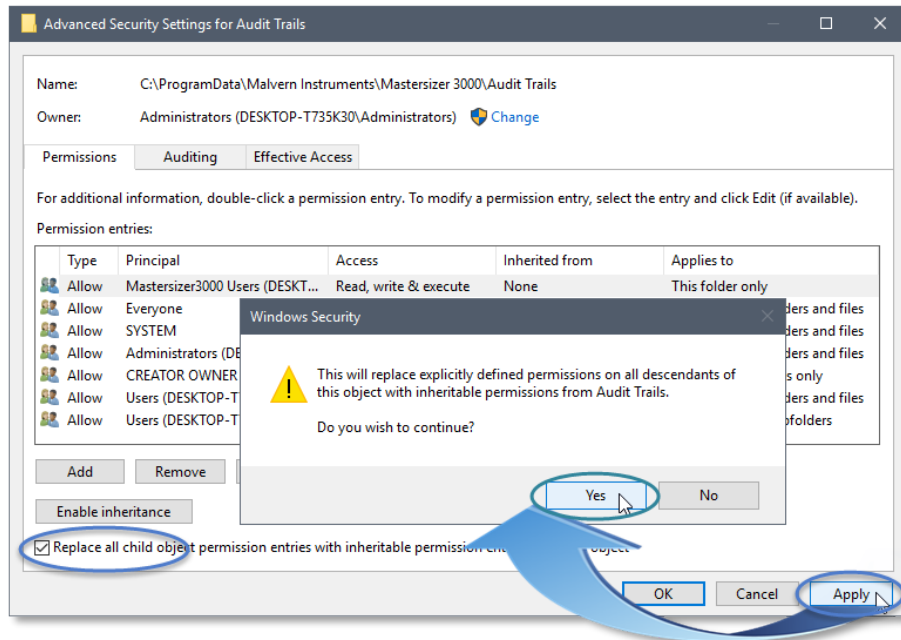 Advanced Security Settings for Audit Trails
Name: C:\ProgramData\Malvern Instruments\Mastersizer 3000\Audit Trails
Owner: Administrators (DESKTOP-T735K30\Administrators) Change
Permissions Auditing Effective Access
For additional information, double-click a permission entry. To modify a permission entry, select the entry and click Edit (if available).
Permission entries:
Type Principal Access Inherited from Applies to
Allow Mastersizer3000 Users (DESKT... Read, write & execute None This folder only
Allow Everyone ders and files
Allow SYSTEM ders and files
Allow Administrators (DE ders and files
Allow CREATOR OWNER s only
Allow Users (DESKTOP-T ders and files
Allow Users (DESKTOP-T folders
Windows Security
This will replace explicitly defined permissions on all descendants of
this object with inheritable permissions from Audit Trails.
Do you wish to continue?
Yes No
Add Remove
Enable inheritance
Replace all child object permission entries with inheritable permission object
OK Cancel Apply